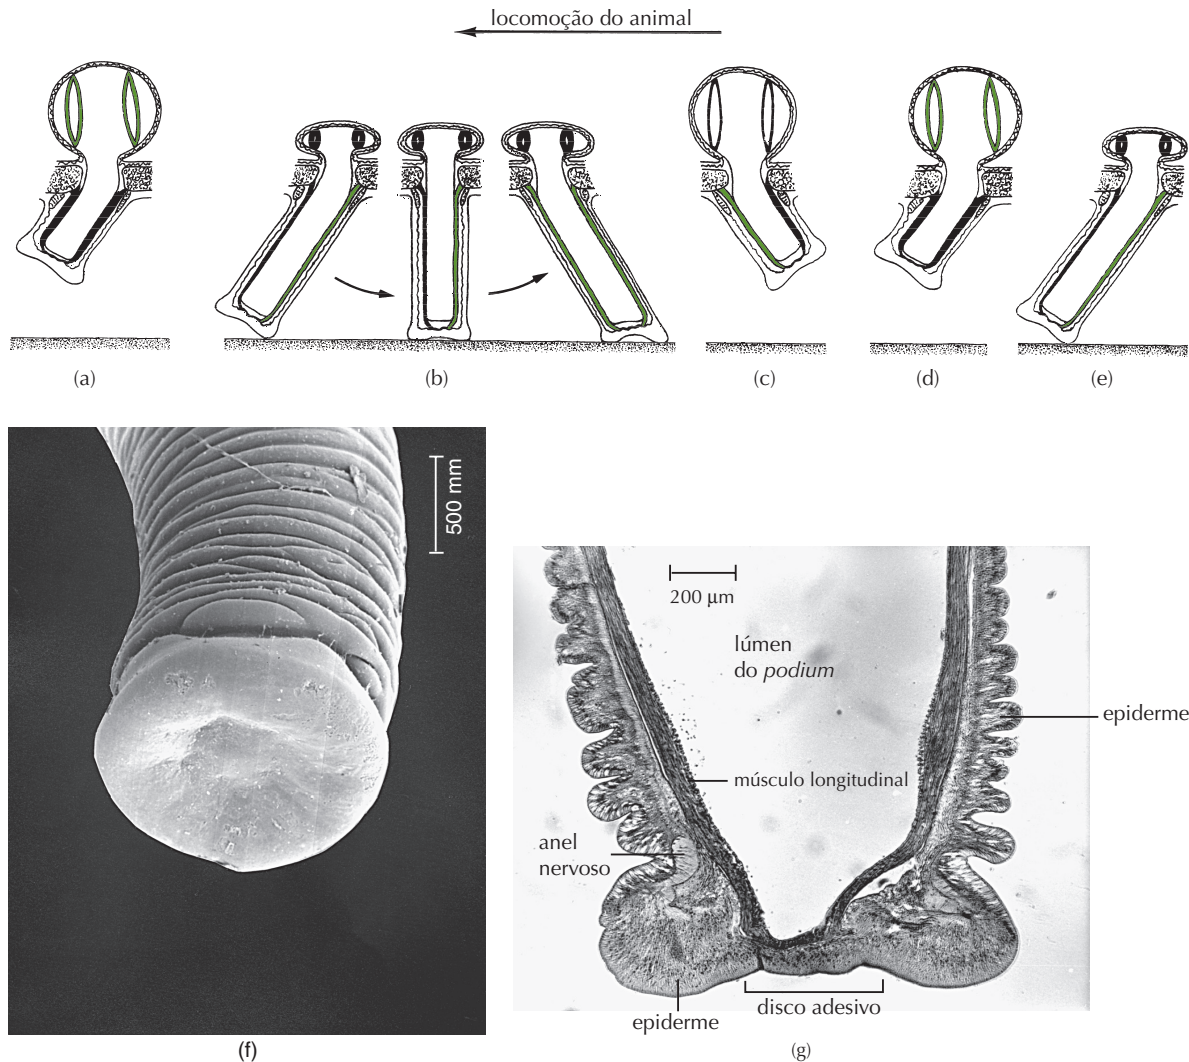 locomoção do animal
(a)
(b)
(c)
(d)
(e)
500 mm
(f)
200 µm
lúmen
do podium
epiderme
músculo longitudinal
anel
nervoso
disco adesivo
epiderme
(g)